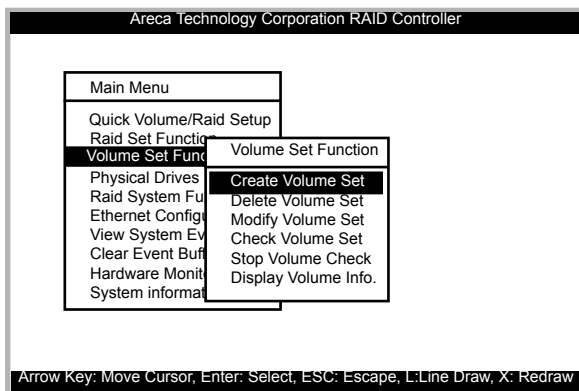 Areca Technology Corporation RAID Controller
Main Menu
Quick Volume/Raid Setup
Raid Set Function
Volume Set Func
Physical Drives
Raid System Fu
Ethernet Configu
View System Ev
Clear Event Buff
Hardware Monit
System informat
Volume Set Function
Create Volume Set
Delete Volume Set
Modify Volume Set
Check Volume Set
Stop Volume Check
Display Volume Info.
Arrow Key: Move Cursor, Enter: Select, ESC: Escape, L:Line Draw, X: Redraw